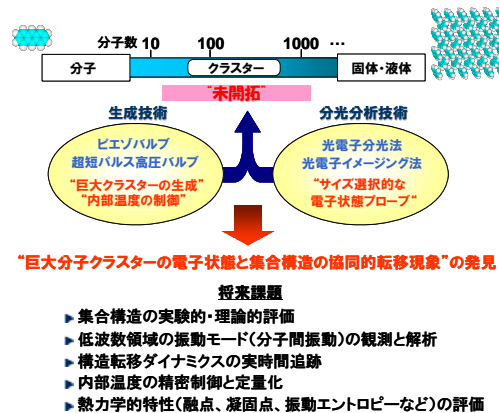 分子数 10 100 1000 …
分子 クラスター 固体・液体
"未開拓"
生成技術 分光分析技術
ピエゾバルブ
超短パルス高圧バルブ
"巨大クラスターの生成"
"内部温度の制御"
光電子分光法
光電子イメージング法
"サイズ選択的な
電子状態プローブ"
"巨大分子クラスターの電子状態と集合構造の協同的転移現象"の発見
将来課題
集合構造の実験的・理論的評価
低波数領域の振動モード(分子間振動)の観測と解析
構造転移ダイナミクスの実時間追跡
内部温度の精密制御と定量化
熱力学的特性(融点、凝固点、振動エントロピーなど)の評価